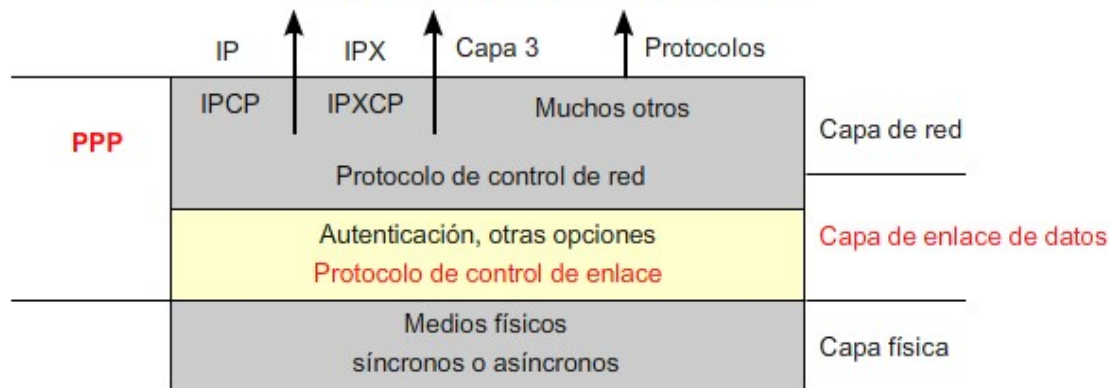 IP IPX Capa 3 Protocolos
IPCP IPXCP Muchos otros
PPP
Capa de red
Protocolo de control de red
Autenticación, otras opciones
Protocolo de control de enlace
Capa de enlace de datos
Medios físicos
síncronos o asíncronos
Capa física